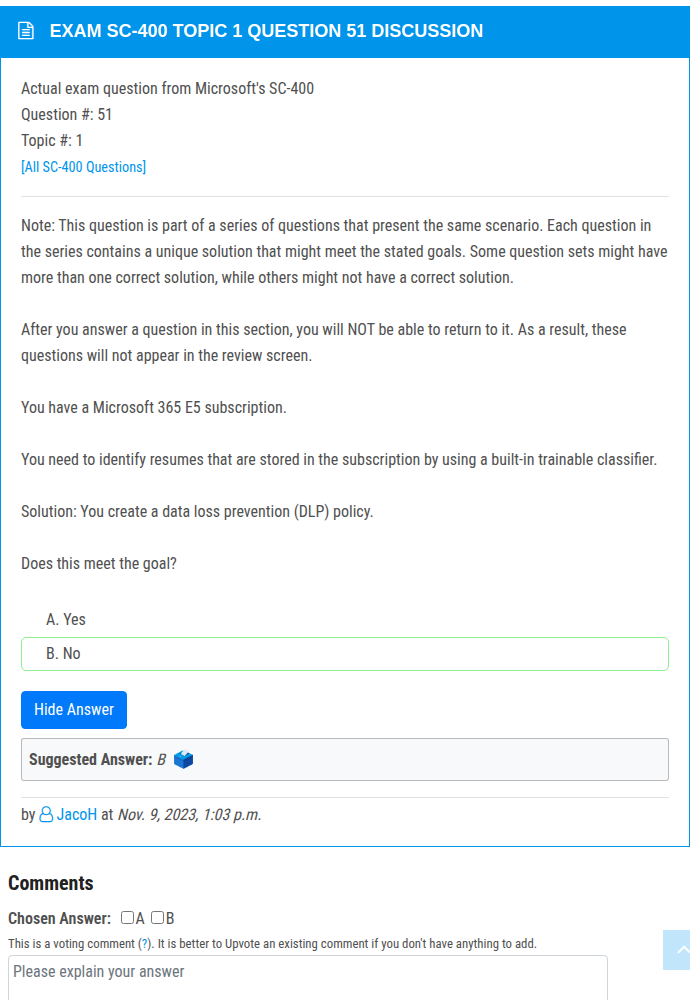 EXAM SC-400 TOPIC 1 QUESTION 51 DISCUSSION
Actual exam question from Microsoft's SC-400
Question #: 51
Topic #: 1
[All SC-400 Questions]
Note: This question is part of a series of questions that present the same scenario. Each question in
the series contains a unique solution that might meet the stated goals. Some question sets might have
more than one correct solution, while others might not have a correct solution.
After you answer a question in this section, you will NOT be able to return to it. As a result, these
questions will not appear in the review screen.
You have a Microsoft 365 E5 subscription.
You need to identify resumes that are stored in the subscription by using a built-in trainable classifier.
Solution: You create a data loss prevention (DLP) policy.
Does this meet the goal?
A. Yes
B. No
Hide Answer
Suggested Answer: B
by JacoH at Nov. 9, 2023, 1:03 p.m.
Comments
Chosen Answer: A B
This is a voting comment (?). It is better to Upvote an existing comment if you don't have anything to add.
Please explain your answer